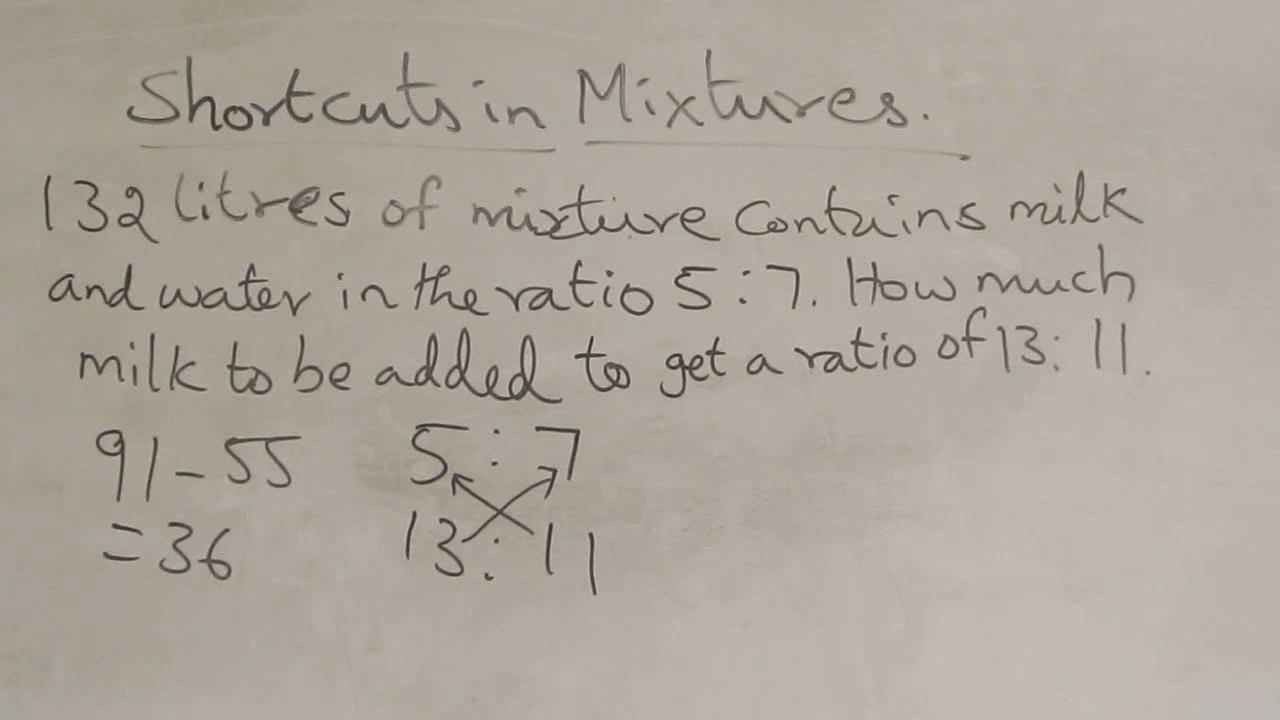 Shortcuts in Mixtures.
132 litres of mixture contains milk
and water in the ratio 5:7. How much
milk to be added to get a ratio of 13:11.
91-55 5:7
=36 13:11